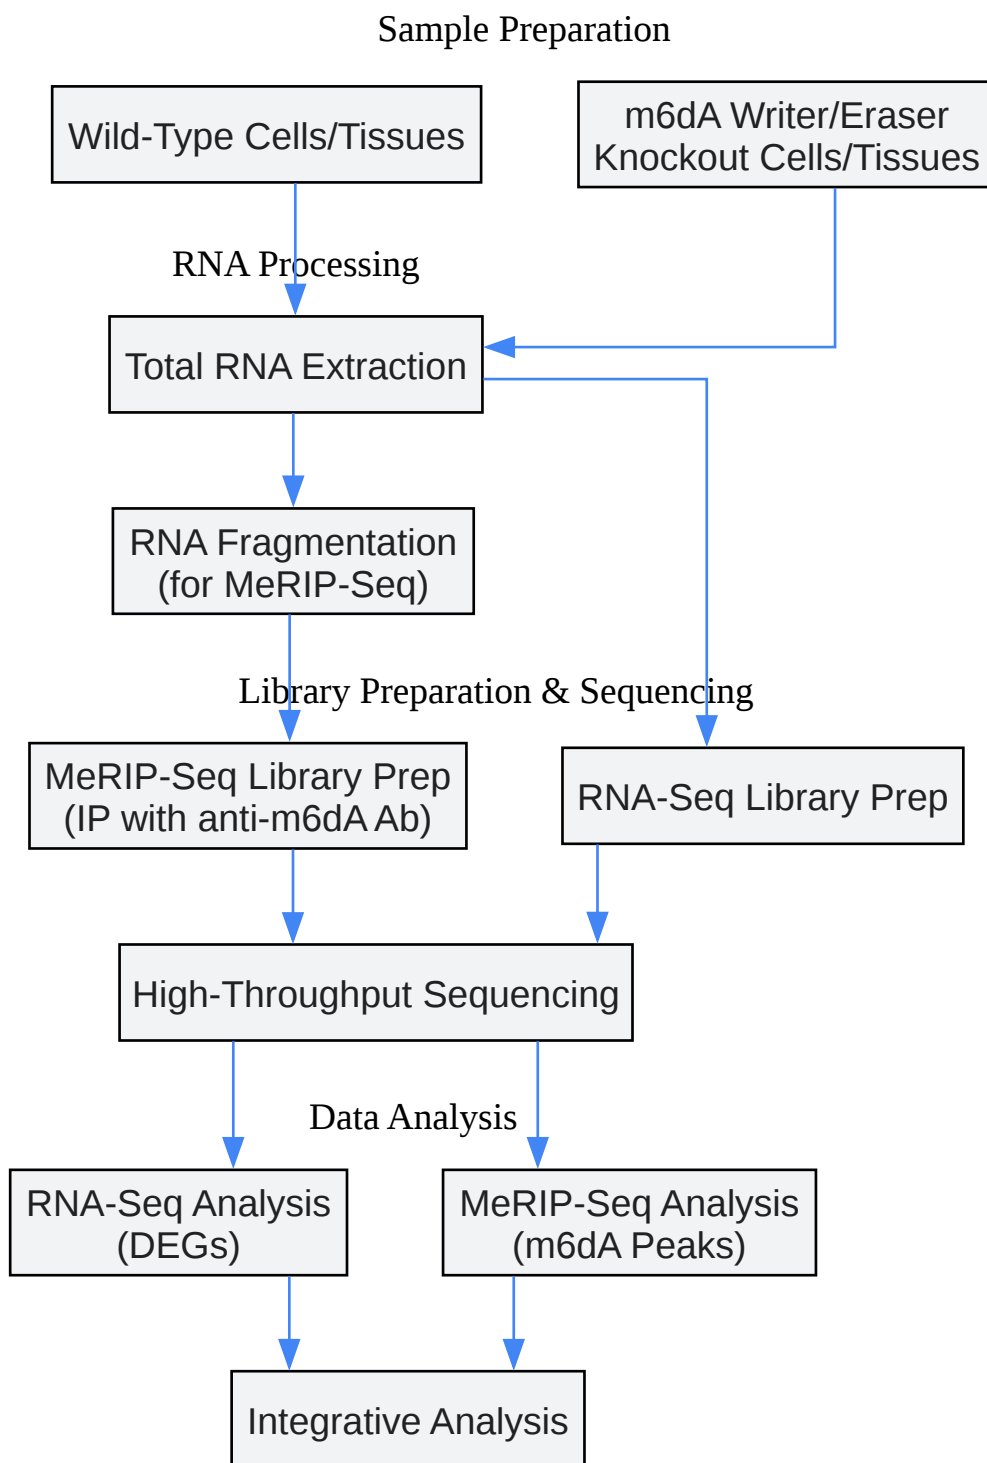 Sample Preparation
Wild-Type Cells/Tissues
m6dA Writer/Eraser
Knockout Cells/Tissues
RNA Processing
Total RNA Extraction
RNA Fragmentation
(for MeRIP-Seq)
Library Preparation & Sequencing
MeRIP-Seq Library Prep
(IP with anti-m6dA Ab)
RNA-Seq Library Prep
High-Throughput Sequencing
Data Analysis
RNA-Seq Analysis
(DEGs)
MeRIP-Seq Analysis
(m6dA Peaks)
Integrative Analysis